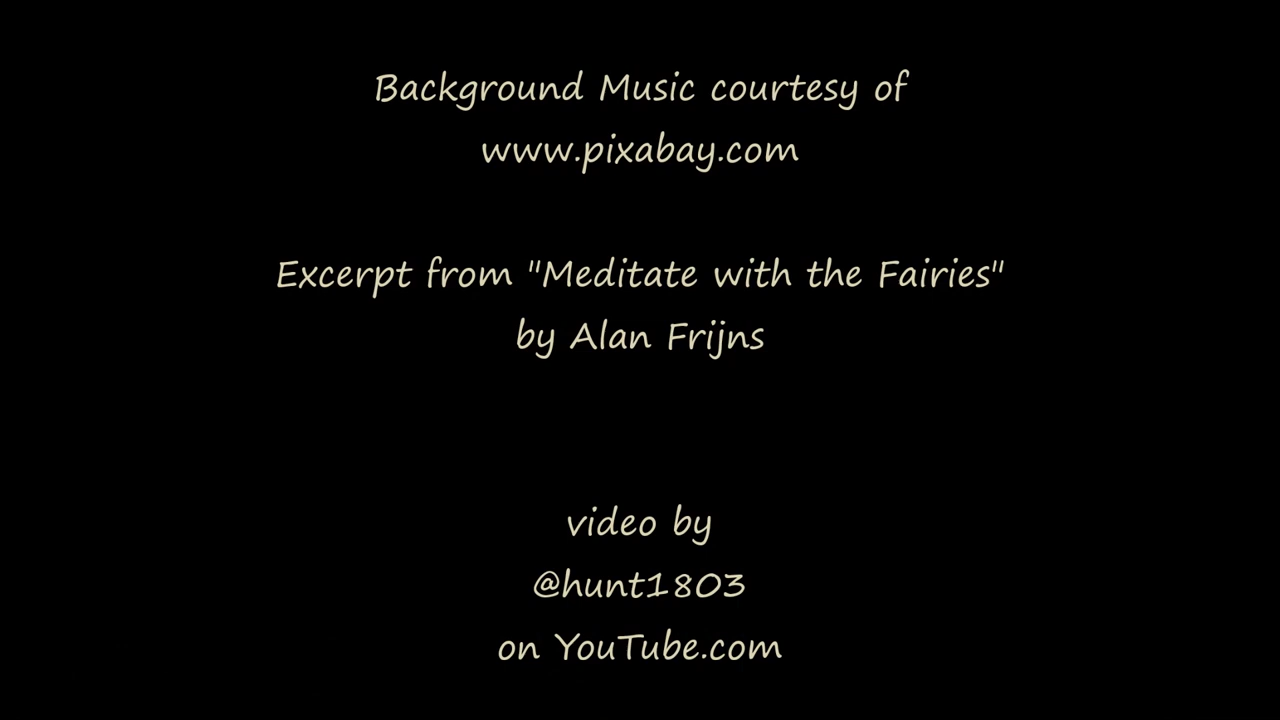 Background Music courtesy of
www.pixabay.com
Excerpt from "Meditate with the Fairies"
by Alan Frijns
video by
@hunt1803
on YouTube.com